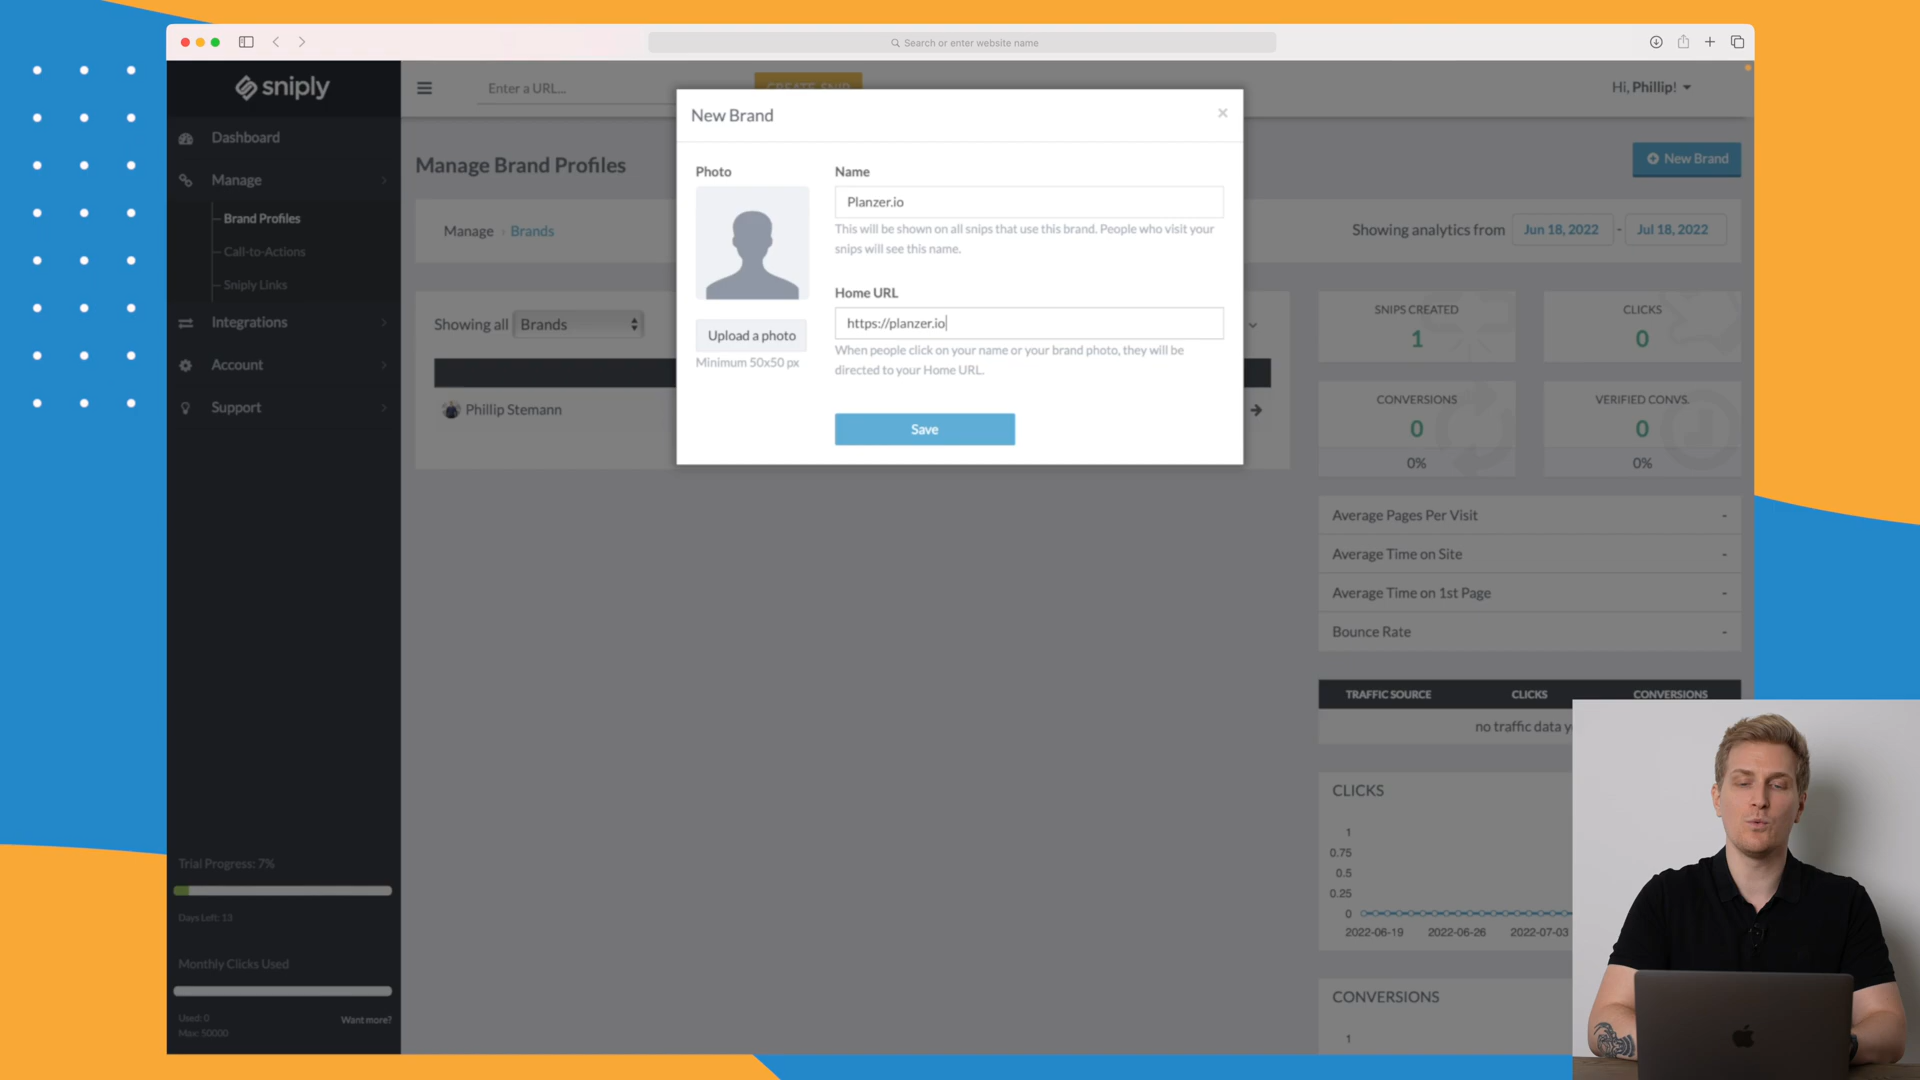 Search or enter website name
sniply
Enter a URL...
Hi, Phillip!
Dashboard
Manage
Brand Profiles
Call-to-Actions
Sniply Links
Integrations
Account
Support
Trial Progress: 7%
Days Left: 13
Monthly Clicks Used
Used: 0
Max: 50000
Want more?
Manage Brand Profiles
New Brand
Manage
Brands
Showing analytics from
Jun 18, 2022
-
Jul 18, 2022
Showing all
Brands
Phillip Stemann
New Brand
×
Photo
Upload a photo
Minimum 50x50 px
Name
Planzer.io
This will be shown on all snips that use this brand. People who visit your
snips will see this name.
Home URL
https://planzer.io
When people click on your name or your brand photo, they will be
directed to your Home URL.
Save
SNIPS CREATED
1
CLICKS
0
CONVERSIONS
0
0%
VERIFIED CONVS.
0
0%
Average Pages Per Visit -
Average Time on Site -
Average Time on 1st Page -
Bounce Rate -
TRAFFIC SOURCE CLICKS CONVERSIONS
no traffic data
CLICKS
1
0.75
0.5
0.25
0
2022-06-19 2022-06-26 2022-07-03
CONVERSIONS
1